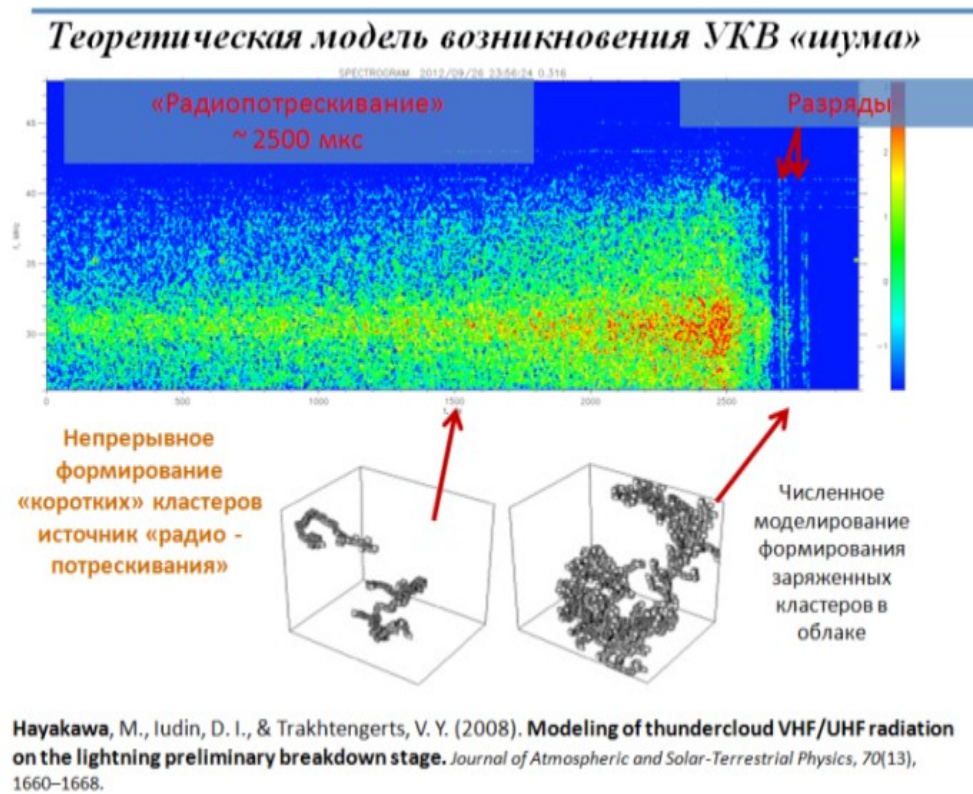 Теоретическая модель возникновения УКВ «шума»
SPECTROGRAM 2012/09/26 23:56:24 0.316
«Радиопотрескивание»
~ 2500 мкс
Разряды
45
40
35
30
2
1
0
-1
0
500
1000
1500
2000
2500
Непрерывное
формирование
«коротких» кластеров
источник «радио -
потрескивания»
Численное
моделирование
формирования
заряженных
кластеров в
облаке
Hayakawa, M., Iudin, D. I., & Trakhtengerts, V. Y. (2008). Modeling of thundercloud VHF/UHF radiation
on the lightning preliminary breakdown stage. Journal of Atmospheric and Solar-Terrestrial Physics, 70(13),
1660–1668.